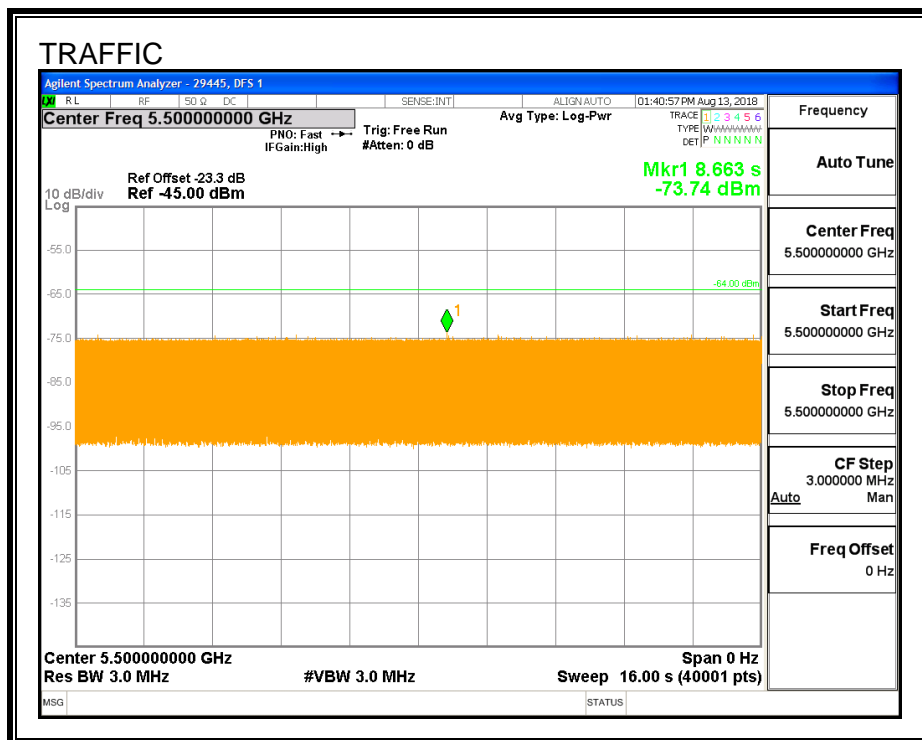 TRAFFIC
Agilent Spectrum Analyzer - 29445, DFS 1
LXI RL RF 50 Ω DC SENSE:INT ALIGN AUTO 01:40:57 PM Aug 13, 2018
Center Freq 5.500000000 GHz
PNO: Fast
IFGain:High
Trig: Free Run
#Atten: 0 dB
Avg Type: Log-Pwr
TRACE 1 2 3 4 5 6
TYPE WWWWWW
DET P N N N N N
Mkr1 8.663 s
-73.74 dBm
Ref Offset -23.3 dB
10 dB/div Ref -45.00 dBm
Log
-55.0
-64.00 dBm
-65.0
1
-75.0
-85.0
-95.0
-105
-115
-125
-135
Center 5.500000000 GHz Span 0 Hz
Res BW 3.0 MHz #VBW 3.0 MHz Sweep 16.00 s (40001 pts)
MSG STATUS
Frequency
Auto Tune
Center Freq
5.500000000 GHz
Start Freq
5.500000000 GHz
Stop Freq
5.500000000 GHz
CF Step
3.000000 MHz
Auto Man
Freq Offset
0 Hz